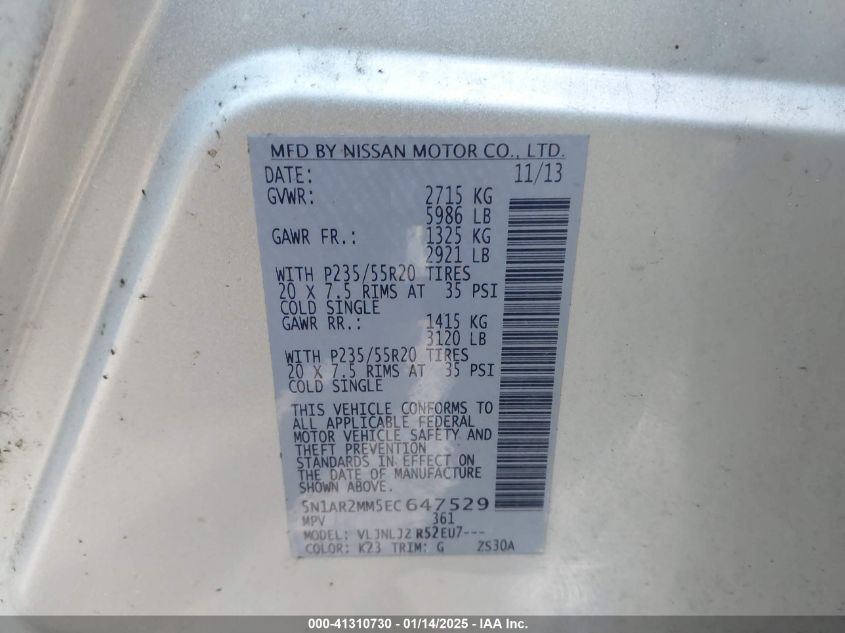 MFD BY NISSAN MOTOR CO., LTD.
DATE: 11/13
GVWR: 2715 KG
5986 LB
GAWR FR.: 1325 KG
2921 LB
WITH P235/55R20 TIRES
20 X 7.5 RIMS AT 35 PSI
COLD SINGLE
GAWR RR.: 1415 KG
3120 LB
WITH P235/55R20 TIRES
20 X 7.5 RIMS AT 35 PSI
COLD SINGLE
THIS VEHICLE CONFORMS TO
ALL APPLICABLE FEDERAL
MOTOR VEHICLE SAFETY AND
THEFT PREVENTION
STANDARDS IN EFFECT ON
THE DATE OF MANUFACTURE
SHOWN ABOVE.
5N1AR2MM5EC647529
MPV 361
MODEL: VLJNLJZ R52EU7---
COLOR: K23 TRIM: G ZS30A
000-41310730 - 01/14/2025 - IAA Inc.